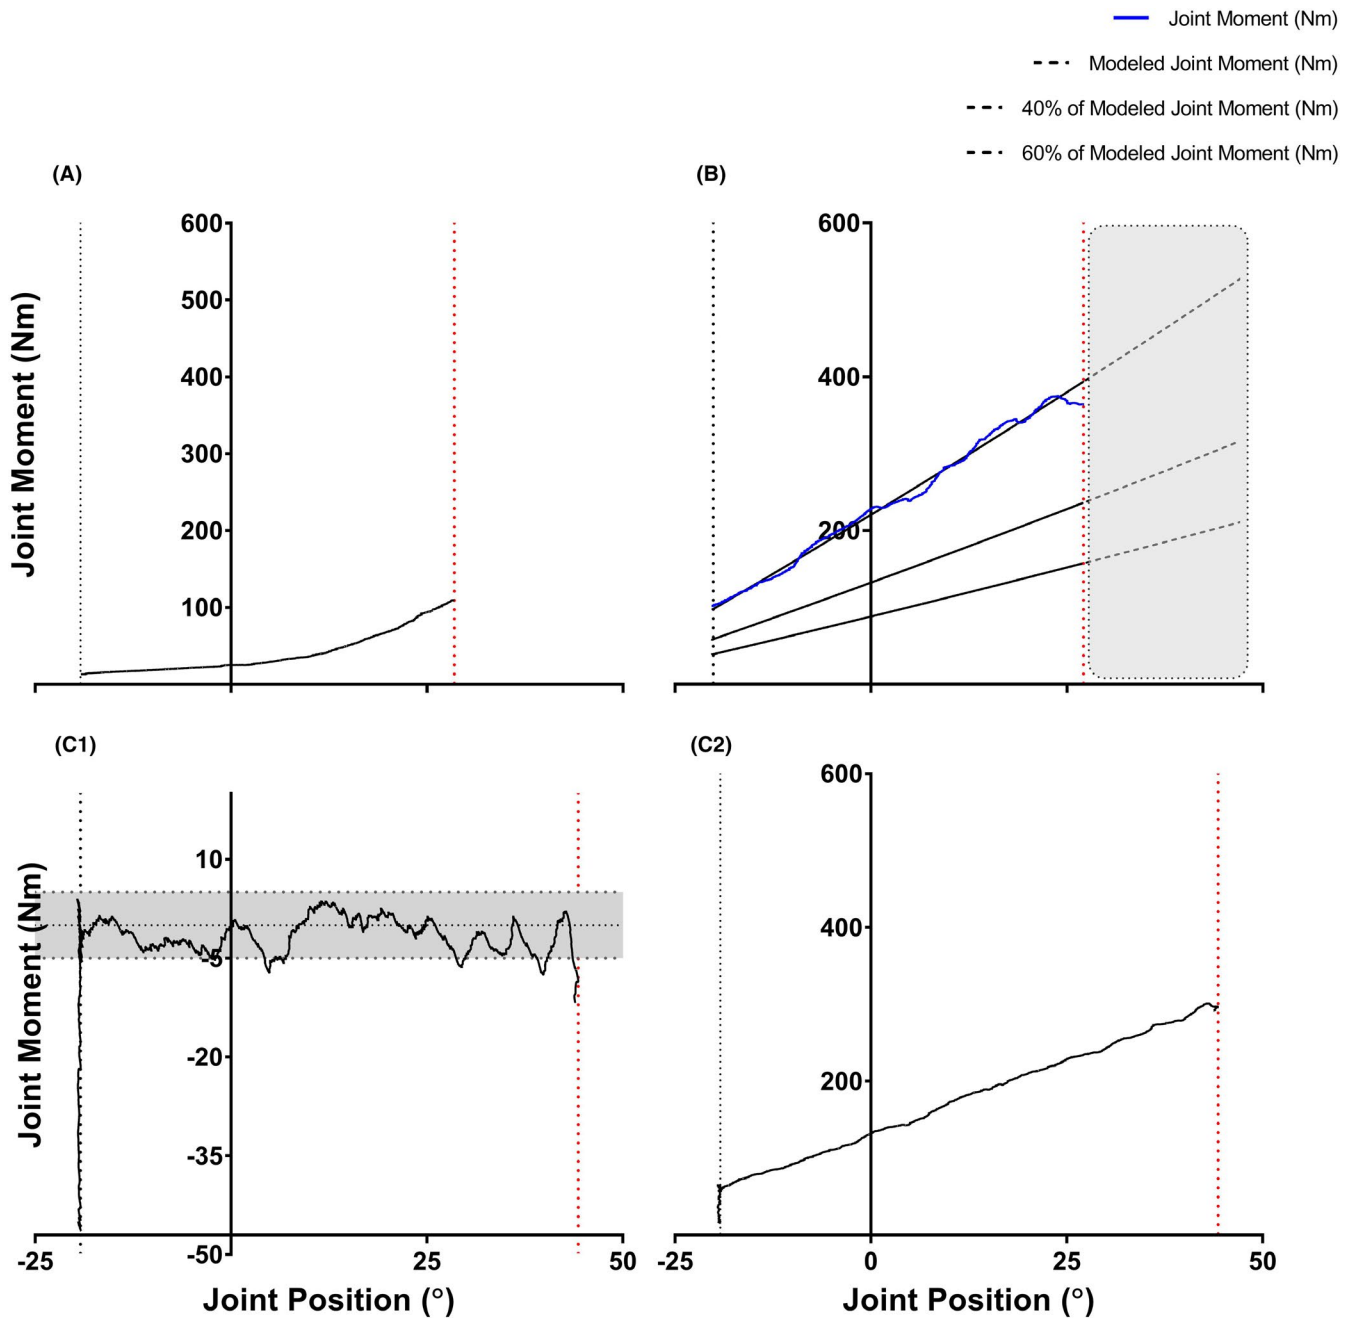 Joint Moment (Nm)
Modeled Joint Moment (Nm)
40% of Modeled Joint Moment (Nm)
60% of Modeled Joint Moment (Nm)
(A)
600
500
400
300
200
100
Joint Moment (Nm)
(B)
600
400
200
(C1)
10
-5
-20
-35
-50
-25
25
50
Joint Moment (Nm)
Joint Position (°)
(C2)
600
400
200
-25
0
25
50
Joint Position (°)